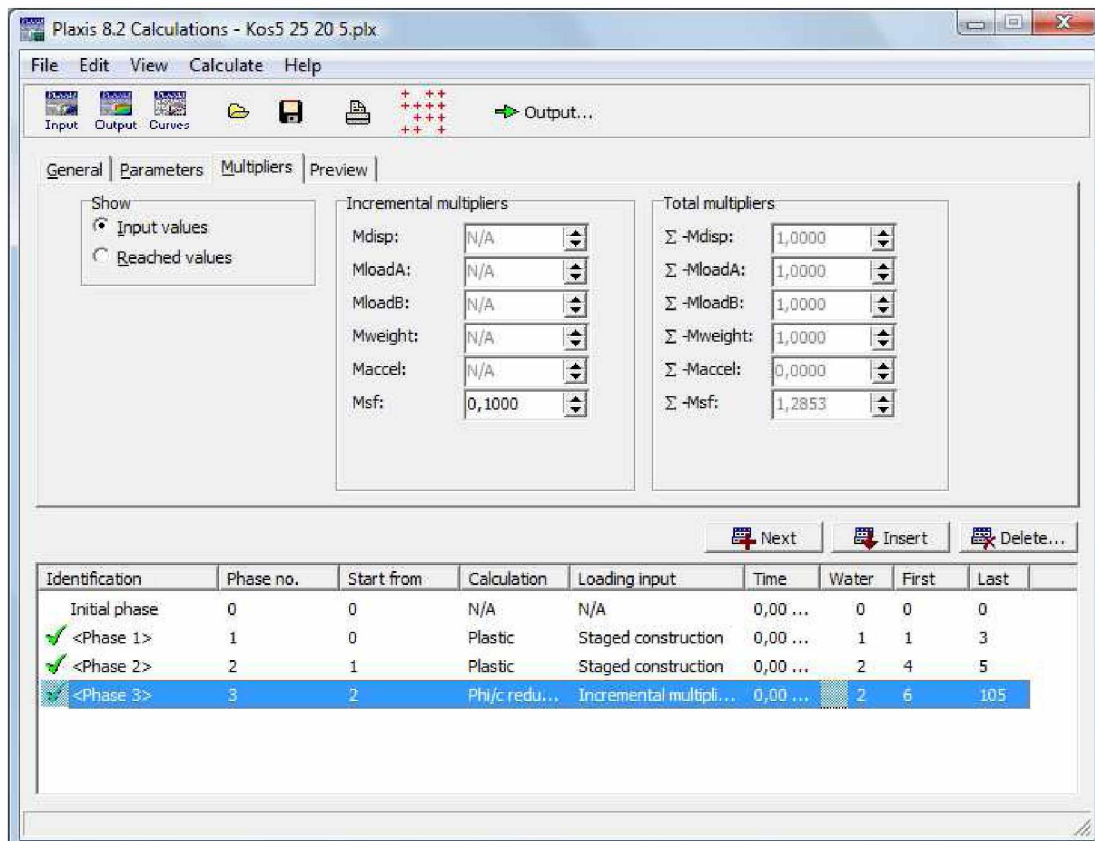 Plaxis 8.2 Calculations - Kos5 25 20 5.plx
File Edit View Calculate Help
Input Output Curves Output...
General Parameters Multipliers Preview
Show
Input values
Reached values
Incremental multipliers
Mdisp: N/A
MloadA: N/A
MloadB: N/A
Mweight: N/A
Maccel: N/A
Msf: 0,1000
Total multipliers
Σ -Mdisp: 1,0000
Σ -MloadA: 1,0000
Σ -MloadB: 1,0000
Σ -Mweight: 1,0000
Σ -Maccel: 0,0000
Σ -Msf: 1,2853
Next Insert Delete...
Identification Phase no. Start from Calculation Loading input Time Water First Last
Initial phase 0 0 N/A N/A 0,00 ... 0 0 0
<Phase 1> 1 0 Plastic Staged construction 0,00 ... 1 1 3
<Phase 2> 2 1 Plastic Staged construction 0,00 ... 2 4 5
<Phase 3> 3 2 Phi/c redu... Incremental multipli... 0,00 ... 2 6 105